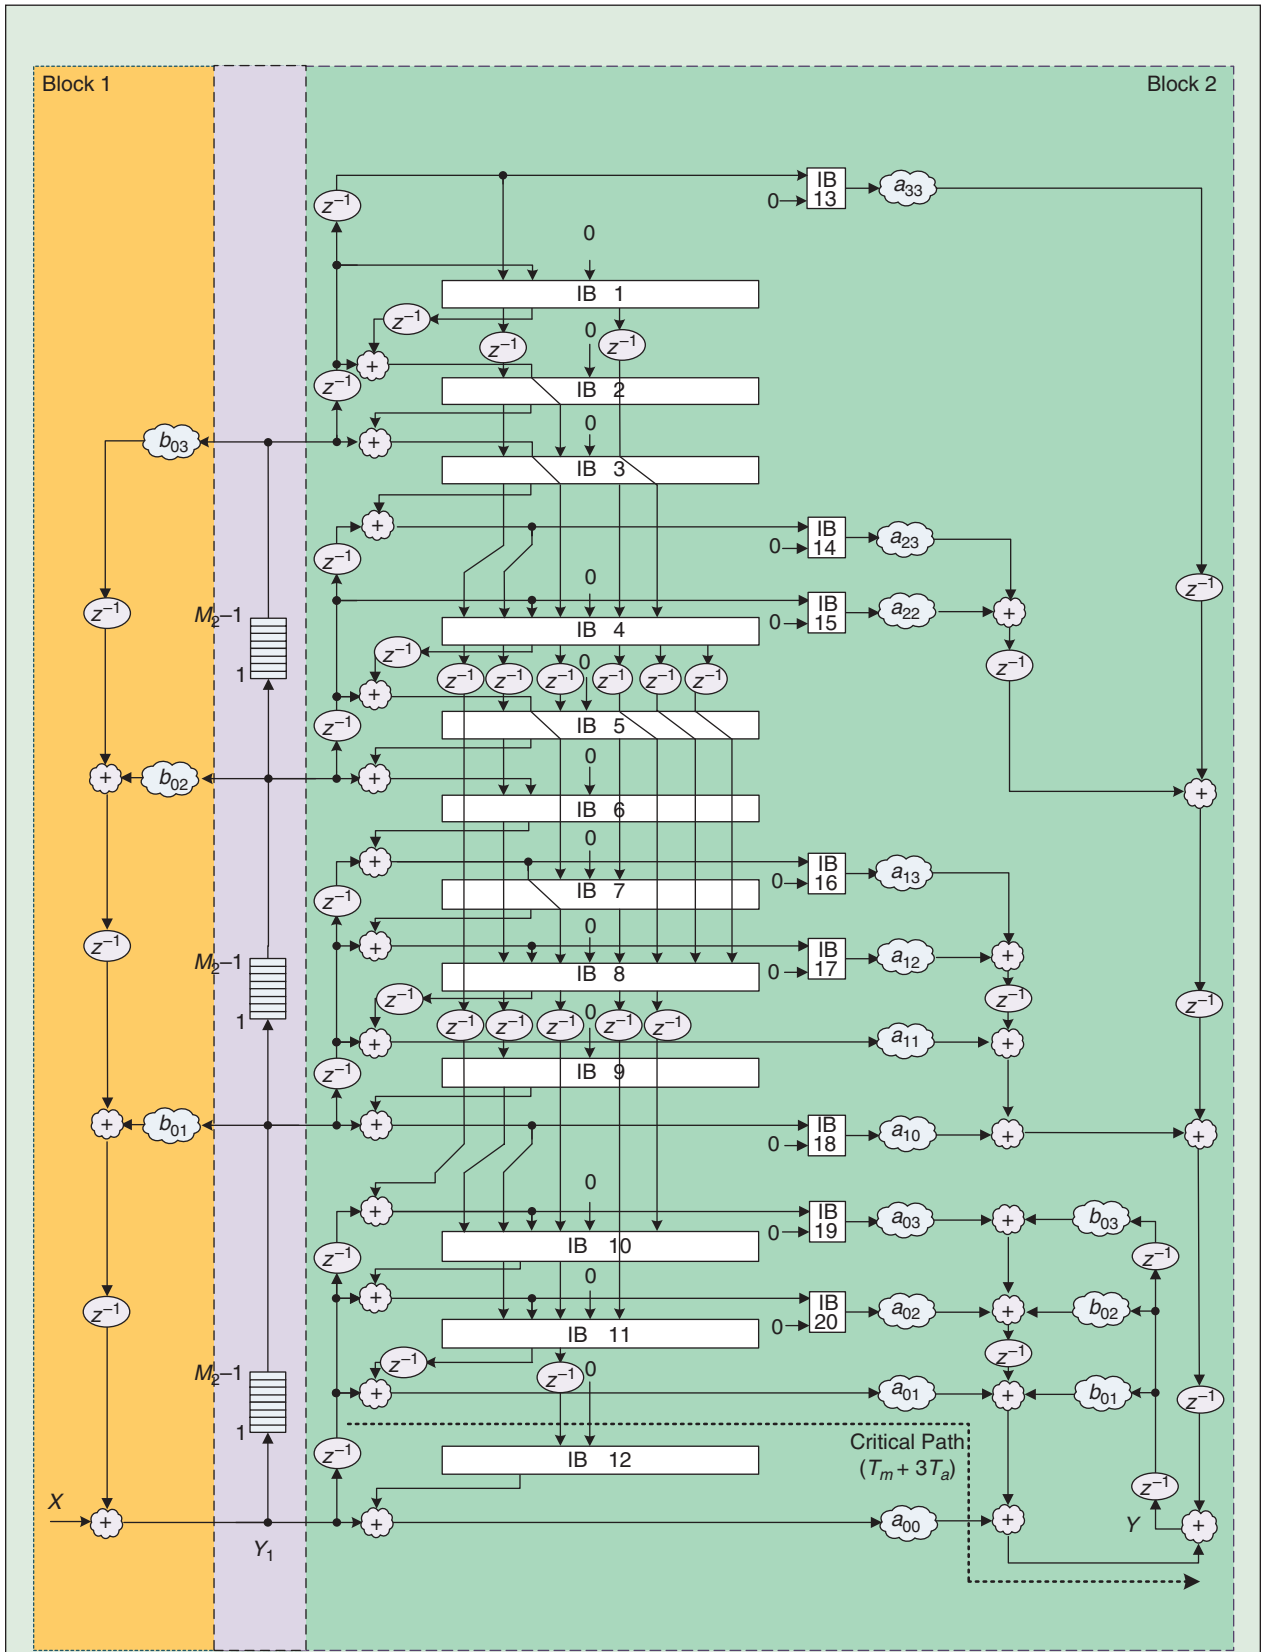 Block 1
Block 2
z⁻¹
IB 13
0
a₃₃
0
IB 1
z⁻¹
z⁻¹
0
z⁻¹
+
z⁻¹
IB 2
b₀₃
+
0
IB 3
+
IB 14
0
a₂₃
z⁻¹
z⁻¹
z⁻¹
0
IB 15
0
a₂₂
+
M₂–1
1
IB 4
z⁻¹
0
z⁻¹
z⁻¹
z⁻¹
z⁻¹
z⁻¹
z⁻¹
z⁻¹
+
z⁻¹
IB 5
+
b₀₂
+
0
+
IB 6
+
0
IB 16
0
a₁₃
z⁻¹
IB 7
z⁻¹
+
0
IB 17
0
a₁₂
+
M₂–1
1
IB 8
z⁻¹
z⁻¹
z⁻¹
z⁻¹
z⁻¹
z⁻¹
z⁻¹
z⁻¹
0
+
a₁₁
+
z⁻¹
IB 9
+
b₀₁
+
IB 18
0
a₁₀
+
+
0
+
IB 19
0
a₀₃
+
b₀₃
z⁻¹
IB 10
z⁻¹
z⁻¹
+
0
IB 20
0
a₀₂
+
b₀₂
IB 11
M₂–1
1
z⁻¹
z⁻¹
0
z⁻¹
+
a₀₁
+
b₀₁
z⁻¹
z⁻¹
IB 12
Critical Path
(Tₘ + 3Tₐ)
z⁻¹
X
+
Y₁
+
a₀₀
+
Y
+